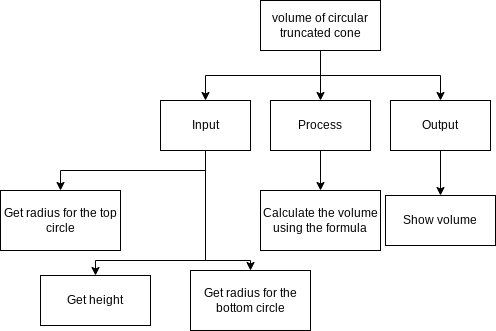 volume of circular
truncated cone
Input
Process
Output
Get radius for the top
circle
Calculate the volume
using the formula
Show volume
Get height
Get radius for the
bottom circle